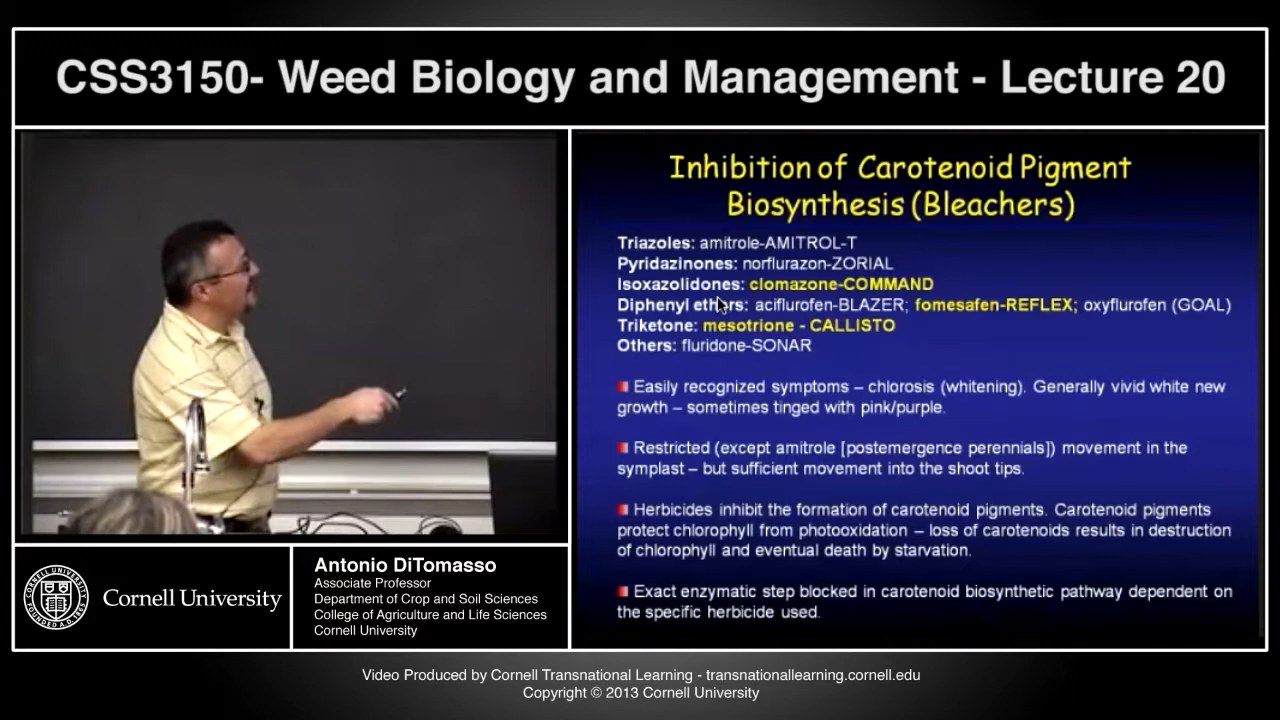 CSS3150- Weed Biology and Management - Lecture 20
Inhibition of Carotenoid Pigment
Biosynthesis (Bleachers)
Triazoles: amitrole-AMITROL-T
Pyridazinones: norflurazon-ZORIAL
Isoxazolidones: clomazone-COMMAND
Diphenyl ethers: aciflurofen-BLAZER; fomesafen-REFLEX; oxyflurofen (GOAL)
Triketone: mesotrione - CALLISTO
Others: fluridone-SONAR
Easily recognized symptoms – chlorosis (whitening). Generally vivid white new
growth – sometimes tinged with pink/purple.
Restricted (except amitrole [postemergence perennials]) movement in the
symplast – but sufficient movement into the shoot tips.
Herbicides inhibit the formation of carotenoid pigments. Carotenoid pigments
protect chlorophyll from photooxidation – loss of carotenoids results in destruction
of chlorophyll and eventual death by starvation.
Exact enzymatic step blocked in carotenoid biosynthetic pathway dependent on
the specific herbicide used.
Cornell University
Antonio DiTomasso
Associate Professor
Department of Crop and Soil Sciences
College of Agriculture and Life Sciences
Cornell University
Video Produced by Cornell Transnational Learning - transnationallearning.cornell.edu
Copyright © 2013 Cornell University